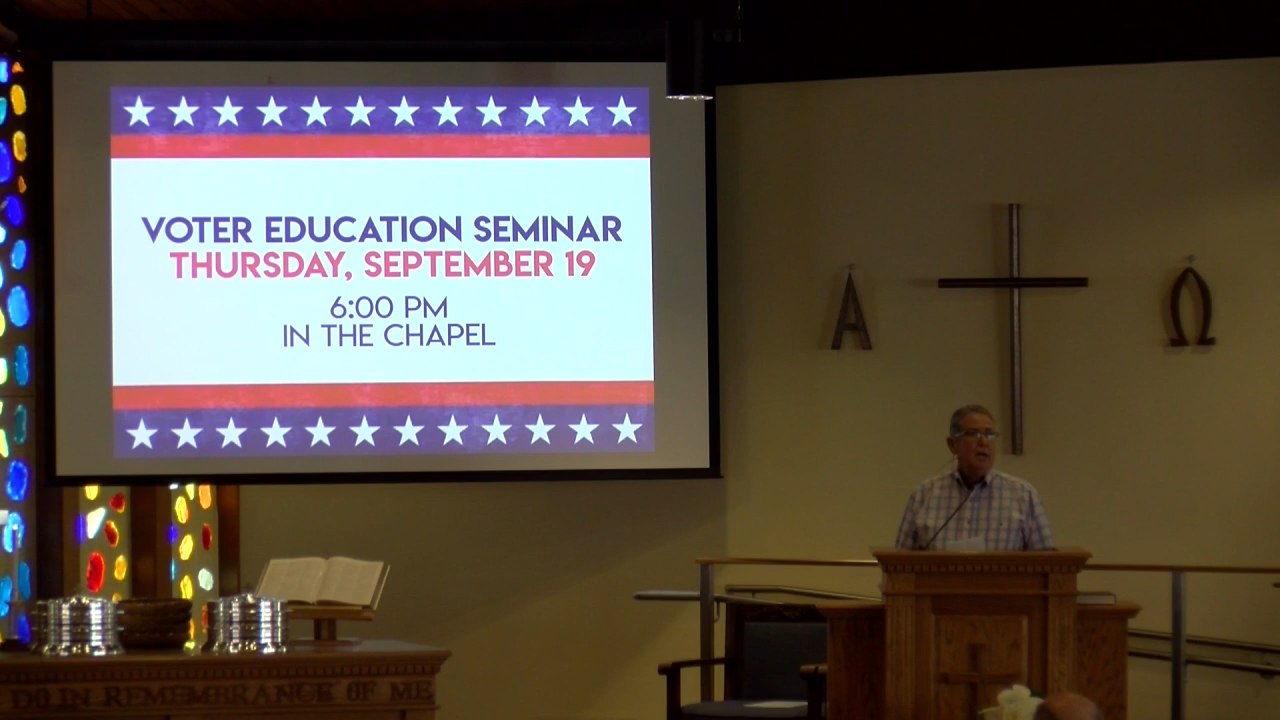 VOTER EDUCATION SEMINAR
THURSDAY, SEPTEMBER 19
6:00 PM
IN THE CHAPEL
Α Ω
DO IN REMEMBRANCE OF ME